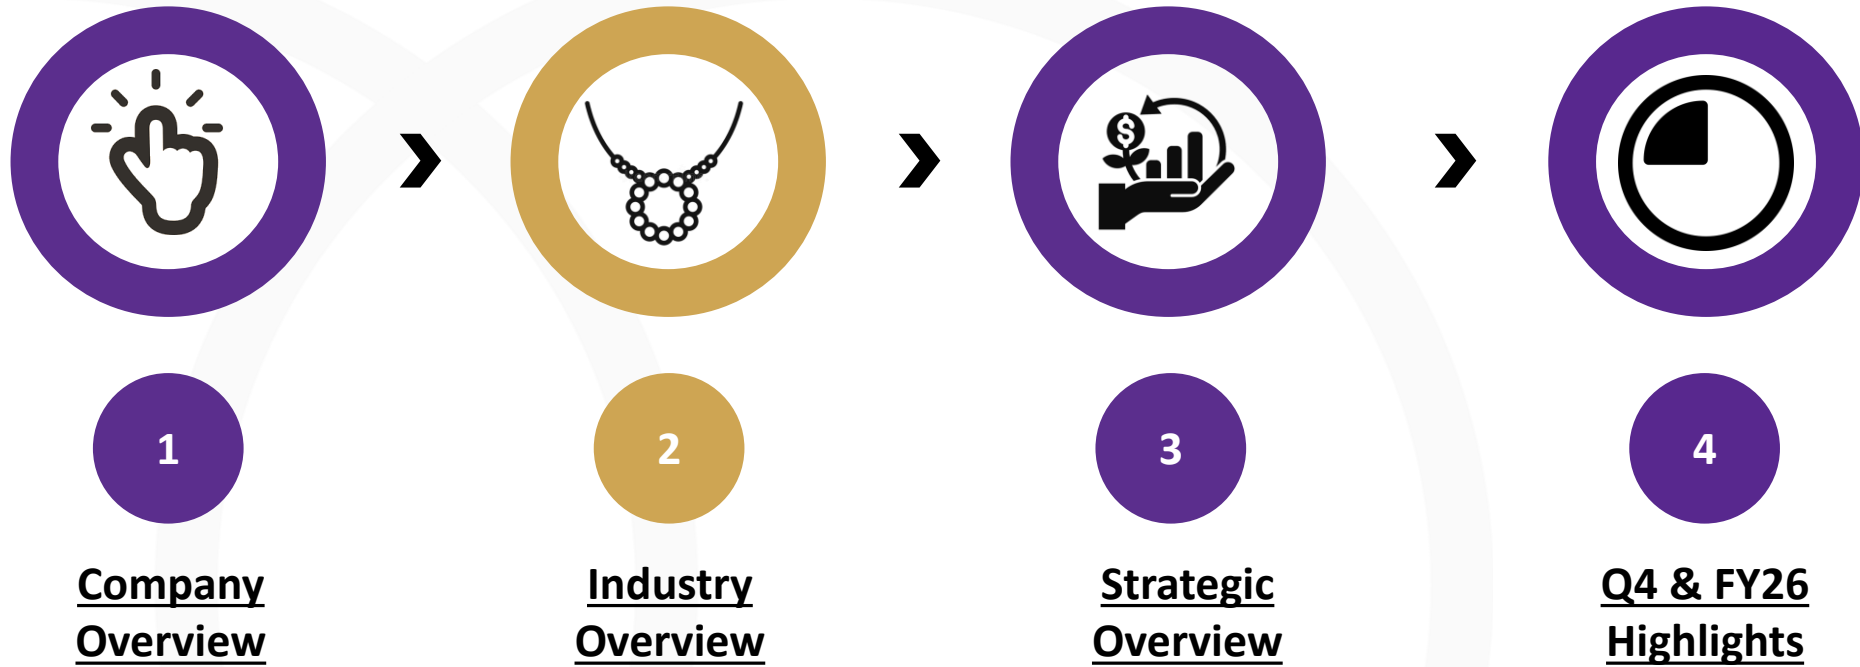 1
2
3
4
Company
Overview
Industry
Overview
Strategic
Overview
Q4 & FY26
Highlights